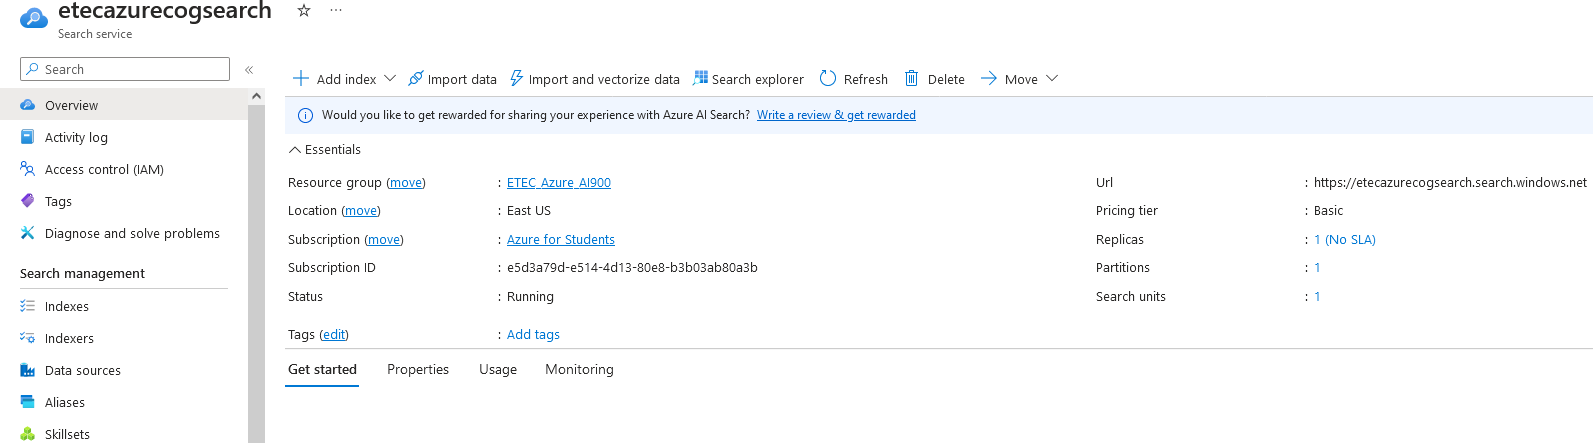 etecazurecogsearch
Search service
Search
Overview
Activity log
Access control (IAM)
Tags
Diagnose and solve problems
Search management
Indexes
Indexers
Data sources
Aliases
Skillsets
Add index Import data Import and vectorize data Search explorer Refresh Delete Move
Would you like to get rewarded for sharing your experience with Azure AI Search? Write a review & get rewarded
Essentials
Resource group (move) : ETEC_Azure_AI900
Location (move) : East US
Subscription (move) : Azure for Students
Subscription ID : e5d3a79d-e514-4d13-80e8-b3b03ab80a3b
Status : Running
Url : https://etecazurecogsearch.search.windows.net
Pricing tier : Basic
Replicas : 1 (No SLA)
Partitions : 1
Search units : 1
Tags (edit) : Add tags
Get started Properties Usage Monitoring